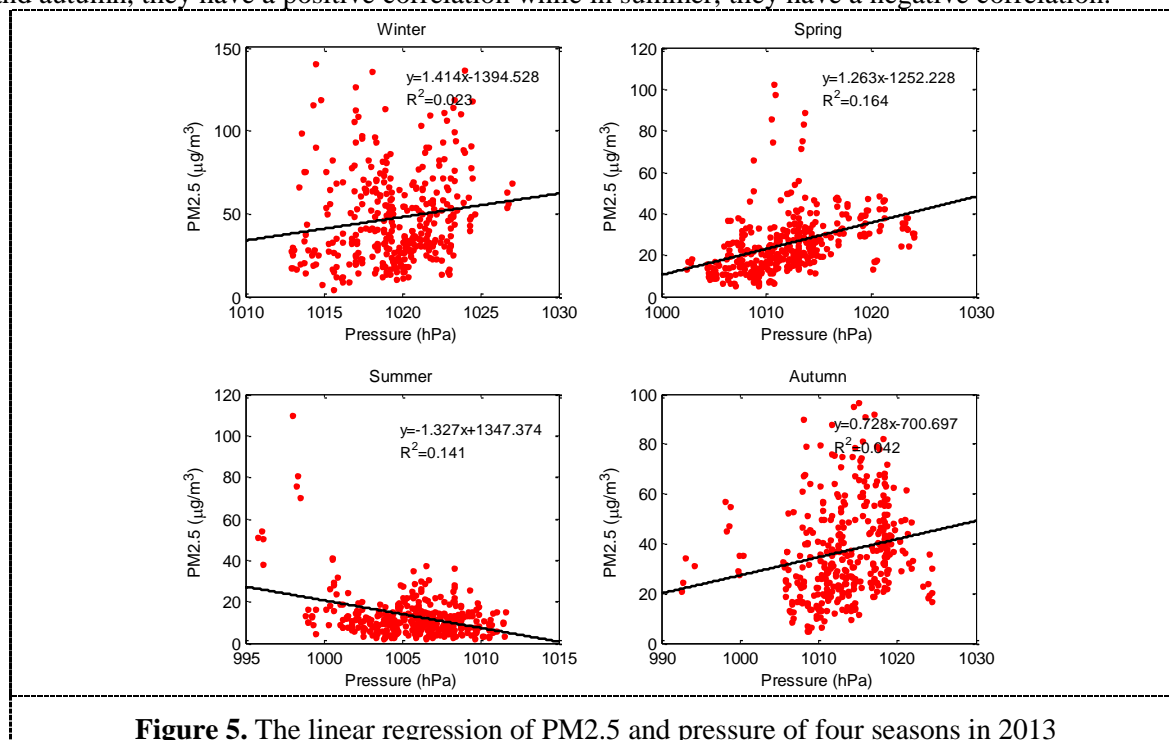 and autumn, they have a positive correlation while in summer, they have a negative correlation.
Winter
150
100
50
0
1010 1015 1020 1025 1030
PM2.5 (μg/m³)
Pressure (hPa)
y=1.414x-1394.528
R²=0.023
Spring
120
100
80
60
40
20
0
1000 1010 1020 1030
PM2.5 (μg/m³)
Pressure (hPa)
y=1.263x-1252.228
R²=0.164
Summer
120
100
80
60
40
20
0
995 1000 1005 1010 1015
PM2.5 (μg/m³)
Pressure (hPa)
y=-1.327x+1347.374
R²=0.141
Autumn
100
80
60
40
20
0
990 1000 1010 1020 1030
PM2.5 (μg/m³)
Pressure (hPa)
y=0.728x-700.697
R²=0.042
Figure 5. The linear regression of PM2.5 and pressure of four seasons in 2013